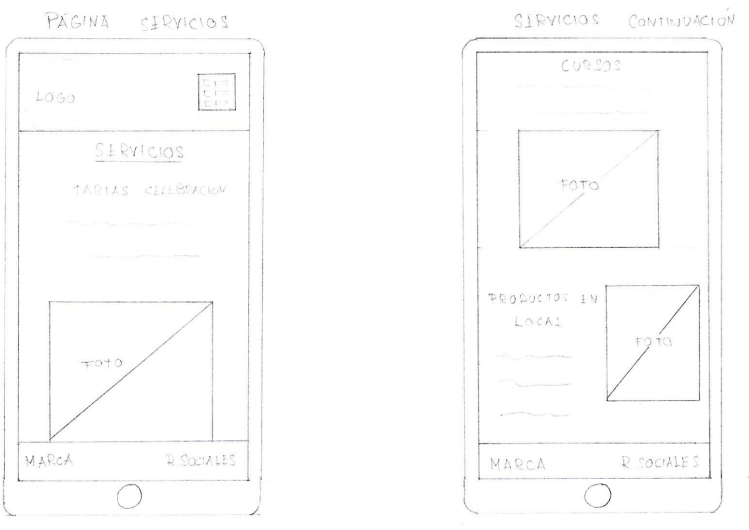 PÁGINA SERVICIOS
LOGO
SERVICIOS
TARTAS CELEBRACIÓN
FOTO
MARCA R. SOCIALES
SERVICIOS CONTINUACIÓN
CURSOS
FOTO
PRODUCTOS EN
LOCAL
FOTO
MARCA R. SOCIALES